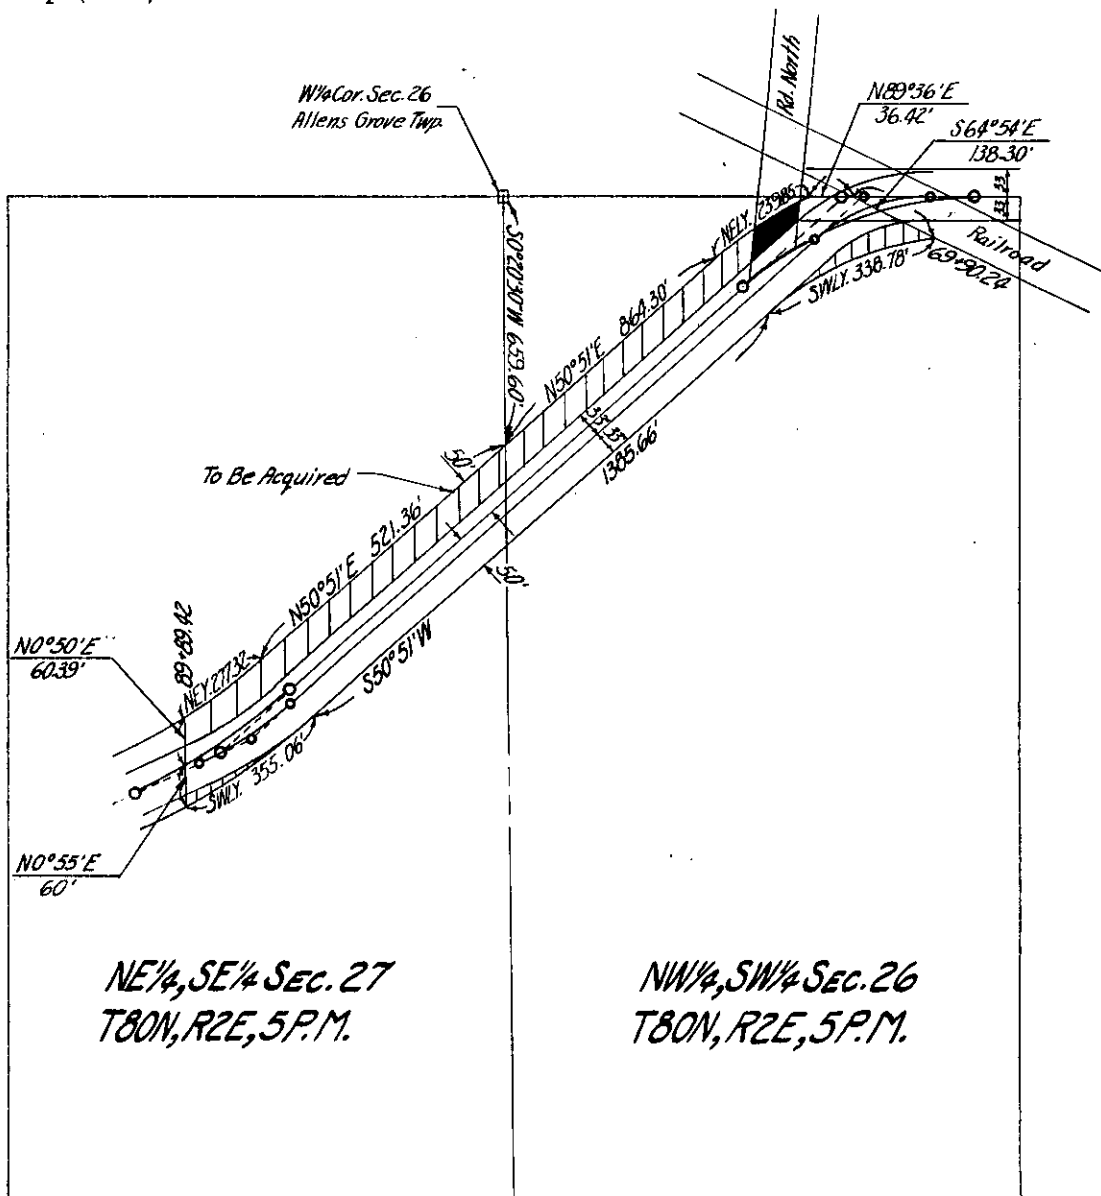 Rd. North
W¼ Cor. Sec. 26
Allens Grove Twp.
N89°36'E
36.42'
S64°54'E
138.30'
33
33
NELY. 239.85
Railroad
SWLY. 338.78'
69+90.24
S0°20'30"W 659.60'
N50°51'E 864.30'
33'
33'
1385.66'
50'
To Be Acquired
N50°51'E 521.36'
50'
89+89.42
N0°50'E
60.39'
NEY. 277.32
S50°51'W
SWLY. 355.06'
N0°55'E
60'
NE¼, SE¼ SEC. 27
T80N, R2E, 5P.M.
NW¼, SW¼ SEC. 26
T80N, R2E, 5P.M.